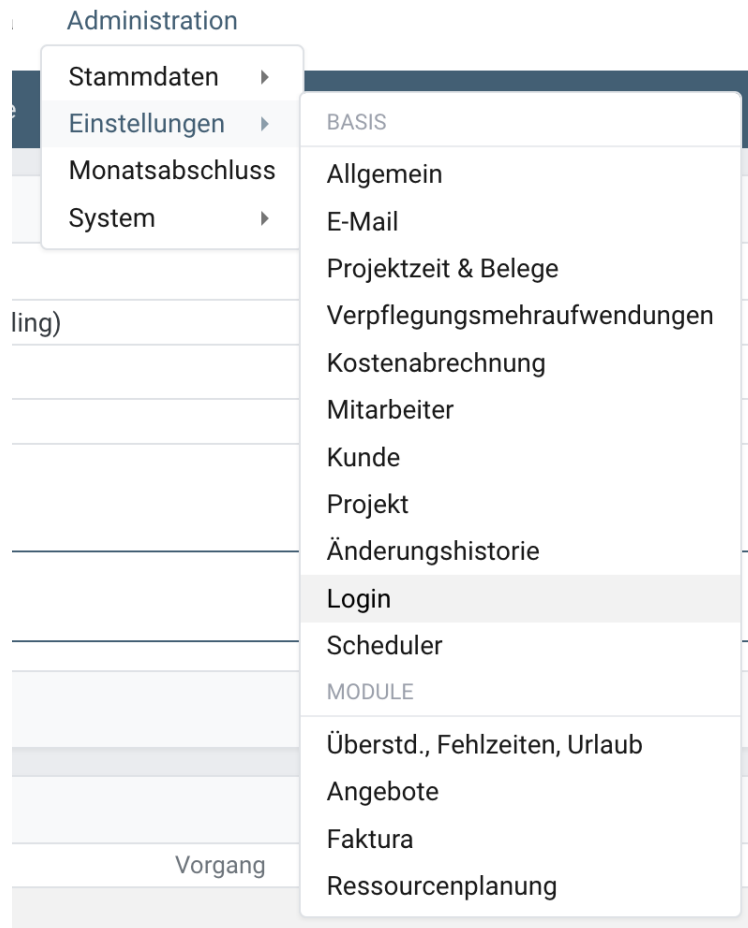 Administration
Stammdaten
Einstellungen
Monatsabschluss
System
ling)
BASIS
Allgemein
E-Mail
Projektzeit & Belege
Verpflegungsmehraufwendungen
Kostenabrechnung
Mitarbeiter
Kunde
Projekt
Änderungshistorie
Login
Scheduler
MODULE
Überstd., Fehlzeiten, Urlaub
Angebote
Faktura
Ressourcenplanung
Vorgang